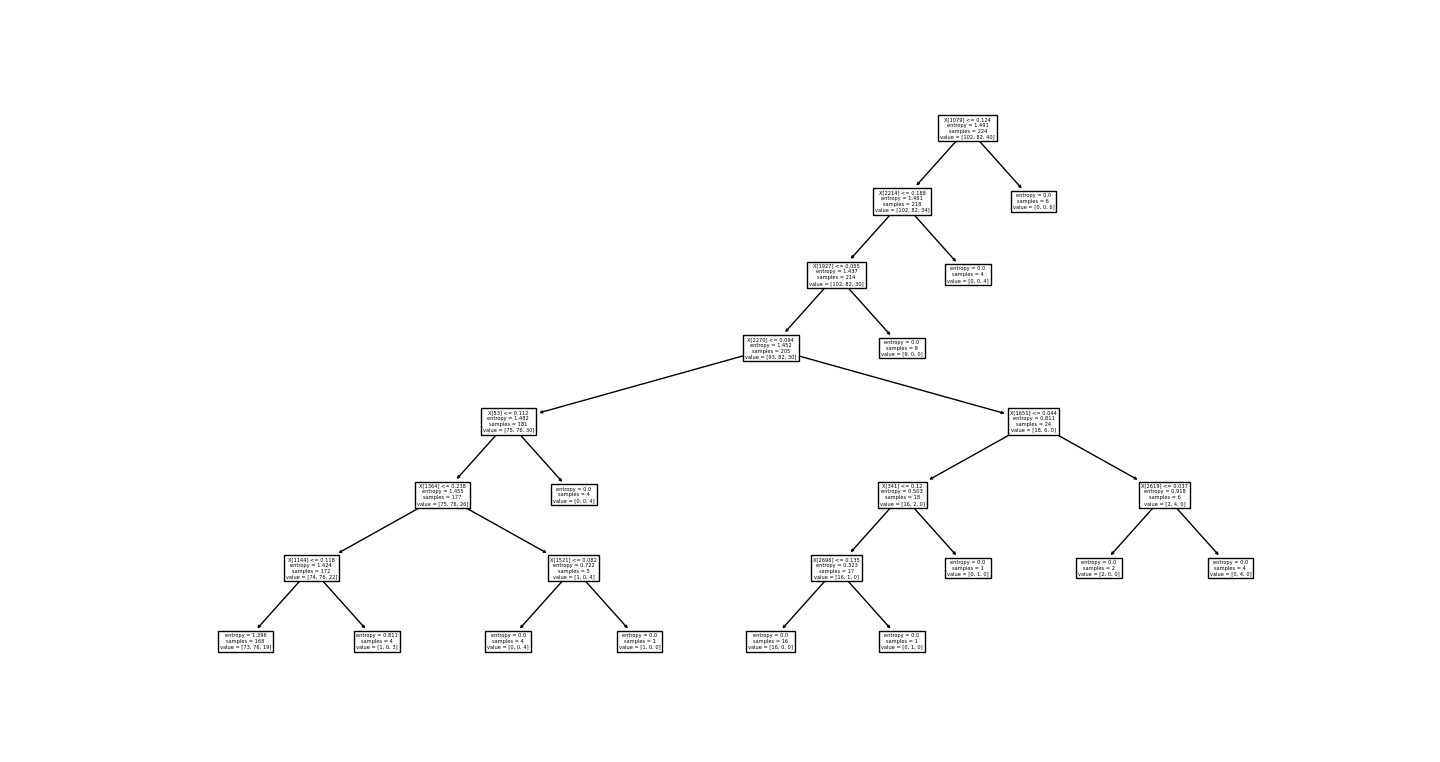 X[1079] <= 0.124
entropy = 1.491
samples = 224
value = [102, 82, 40]
X[2214] <= 0.188
entropy = 1.461
samples = 218
value = [102, 82, 34]
entropy = 0.0
samples = 6
value = [0, 0, 6]
X[1927] <= 0.055
entropy = 1.437
samples = 214
value = [102, 82, 30]
entropy = 0.0
samples = 4
value = [0, 0, 4]
X[2270] <= 0.094
entropy = 1.452
samples = 205
value = [93, 82, 30]
entropy = 0.0
samples = 9
value = [9, 0, 0]
X[53] <= 0.112
entropy = 1.482
samples = 181
value = [75, 76, 30]
X[1651] <= 0.044
entropy = 0.811
samples = 24
value = [18, 6, 0]
X[1364] <= 0.238
entropy = 1.455
samples = 177
value = [75, 76, 26]
entropy = 0.0
samples = 4
value = [0, 0, 4]
X[341] <= 0.12
entropy = 0.503
samples = 18
value = [16, 2, 0]
X[2619] <= 0.037
entropy = 0.918
samples = 6
value = [2, 4, 0]
X[1144] <= 0.118
entropy = 1.424
samples = 172
value = [74, 76, 22]
X[1521] <= 0.082
entropy = 0.722
samples = 5
value = [1, 0, 4]
X[2696] <= 0.135
entropy = 0.323
samples = 17
value = [16, 1, 0]
entropy = 0.0
samples = 1
value = [0, 1, 0]
entropy = 0.0
samples = 2
value = [2, 0, 0]
entropy = 0.0
samples = 4
value = [0, 4, 0]
entropy = 1.396
samples = 168
value = [73, 76, 19]
entropy = 0.811
samples = 4
value = [1, 0, 3]
entropy = 0.0
samples = 4
value = [0, 0, 4]
entropy = 0.0
samples = 1
value = [1, 0, 0]
entropy = 0.0
samples = 16
value = [16, 0, 0]
entropy = 0.0
samples = 1
value = [0, 1, 0]